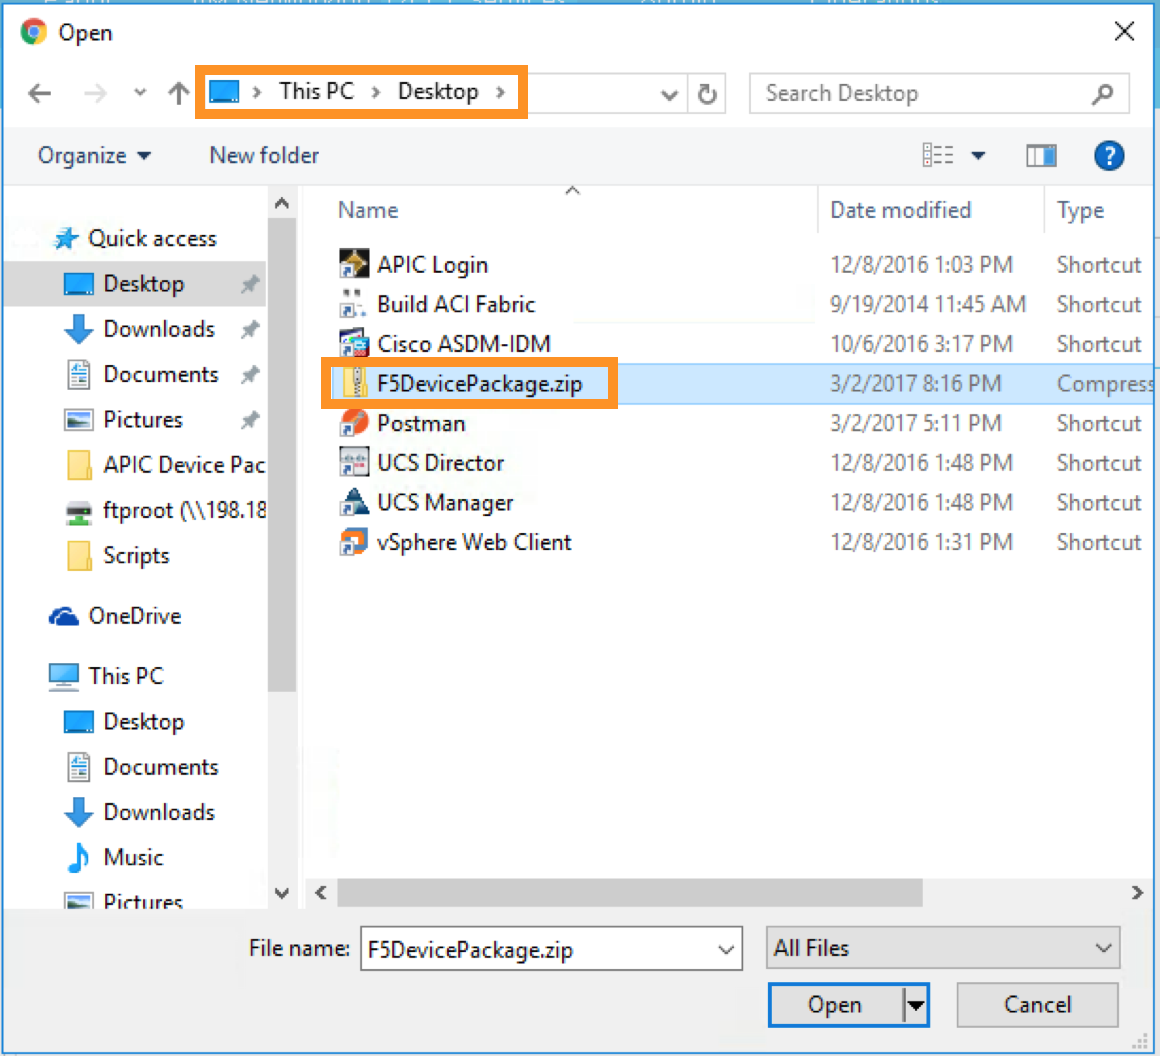 Open
This PC > Desktop >
Search Desktop
Organize
New folder
?
Name
Date modified
Type
Quick access
Desktop
Downloads
Documents
Pictures
APIC Device Pac
ftproot (\\198.18
Scripts
OneDrive
This PC
Desktop
Documents
Downloads
Music
Pictures
APIC Login 12/8/2016 1:03 PM Shortcut
Build ACI Fabric 9/19/2014 11:45 AM Shortcut
Cisco ASDM-IDM 10/6/2016 3:17 PM Shortcut
F5DevicePackage.zip 3/2/2017 8:16 PM Compress
Postman 3/2/2017 5:11 PM Shortcut
UCS Director 12/8/2016 1:48 PM Shortcut
UCS Manager 12/8/2016 1:48 PM Shortcut
vSphere Web Client 12/8/2016 1:31 PM Shortcut
File name: F5DevicePackage.zip
All Files
Open
Cancel